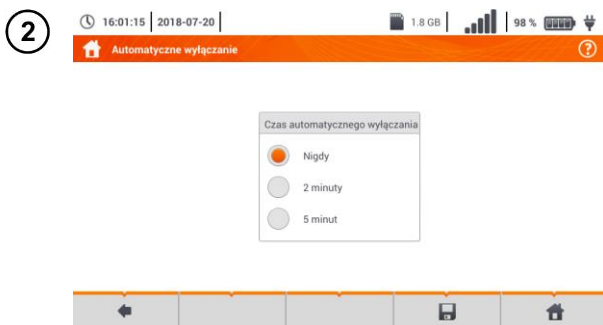 2
16:01:15 2018-07-20 1.8 GB 98 %
Automatyczne wyłączanie ?
Czas automatycznego wyłączania
Nigdy
2 minuty
5 minut